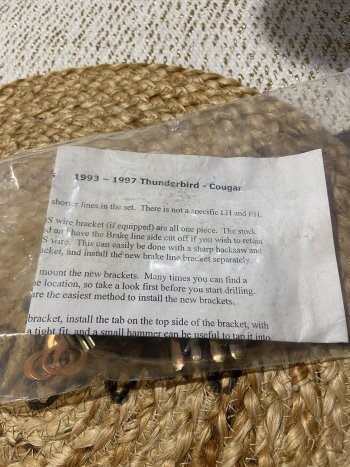 1993 – 1997 Thunderbird - Cougar
shorter lines in the set. There is not a specific LH and RH.
S wire bracket (if equipped) are all one piece. The stock
and have the Brake line side cut off if you wish to retain
S wire. This can easily be done with a sharp hacksaw and
acket, and install the new brake line bracket separately.
mount the new brackets. Many times you can find a
e location, so take a look first before you start drilling.
are the easiest method to install the new brackets.
bracket, install the tab on the top side of the bracket, with
a tight fit, and a small hammer can be useful to tap it into